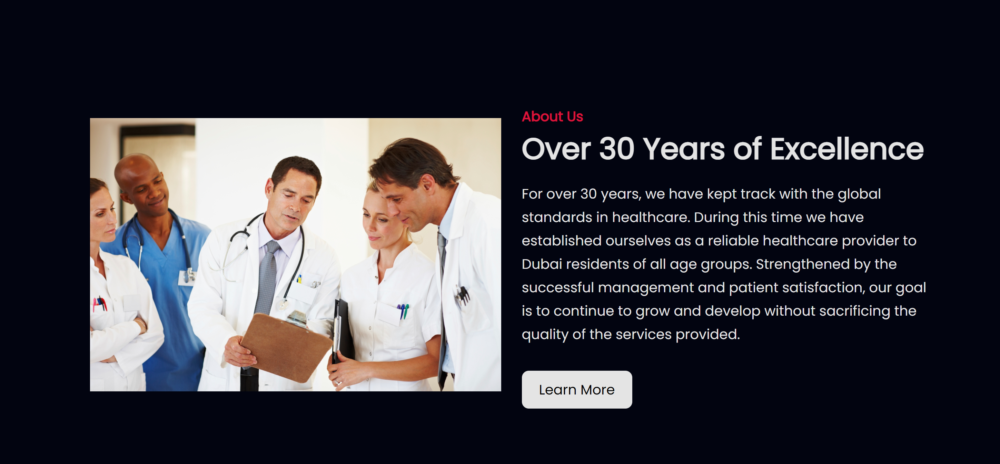 About Us
Over 30 Years of Excellence
For over 30 years, we have kept track with the global
standards in healthcare. During this time we have
established ourselves as a reliable healthcare provider to
Dubai residents of all age groups. Strengthened by the
successful management and patient satisfaction, our goal
is to continue to grow and develop without sacrificing the
quality of the services provided.
Learn More